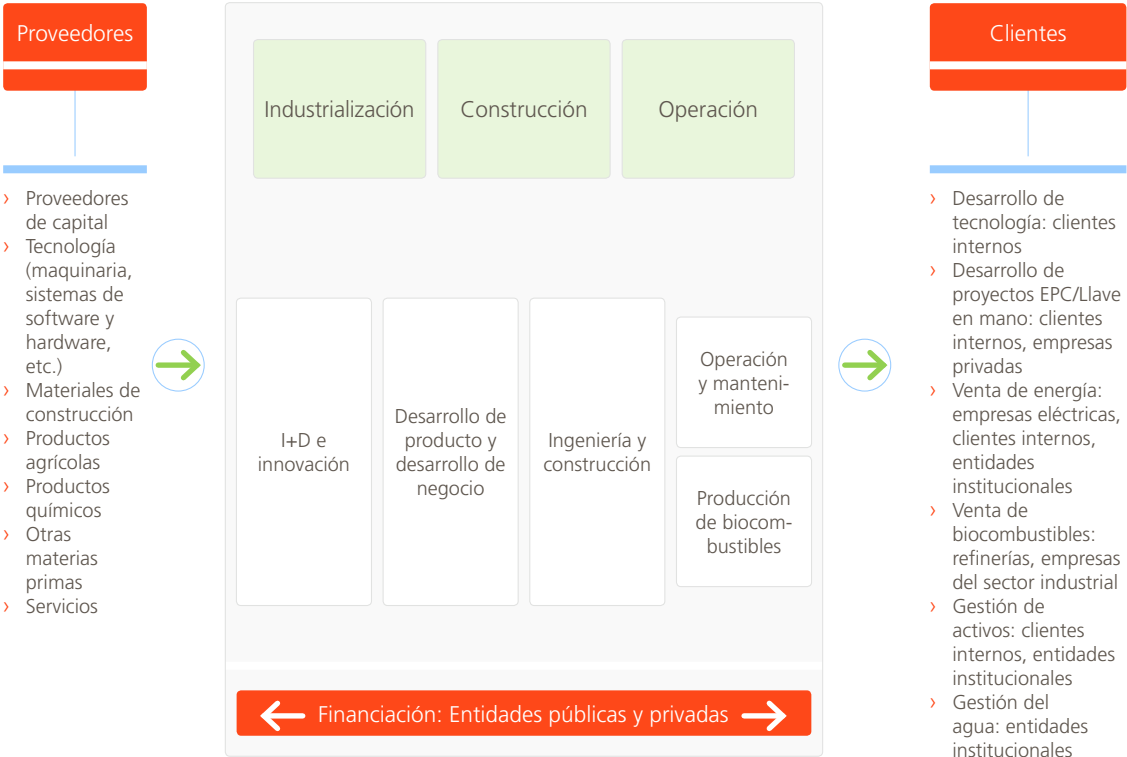 Proveedores
› Proveedores
de capital
› Tecnología
(maquinaria,
sistemas de
software y
hardware,
etc.)
› Materiales de
construcción
› Productos
agrícolas
› Productos
químicos
› Otras
materias
primas
› Servicios
Industrialización
Construcción
Operación
I+D e
innovación
Desarrollo de
producto y
desarrollo de
negocio
Ingeniería y
construcción
Operación
y manteni-
miento
Producción
de biocom-
bustibles
Financiación: Entidades públicas y privadas
Clientes
› Desarrollo de
tecnología: clientes
internos
› Desarrollo de
proyectos EPC/Llave
en mano: clientes
internos, empresas
privadas
› Venta de energía:
empresas eléctricas,
clientes internos,
entidades
institucionales
› Venta de
biocombustibles:
refinerías, empresas
del sector industrial
› Gestión de
activos: clientes
internos, entidades
institucionales
› Gestión del
agua: entidades
institucionales